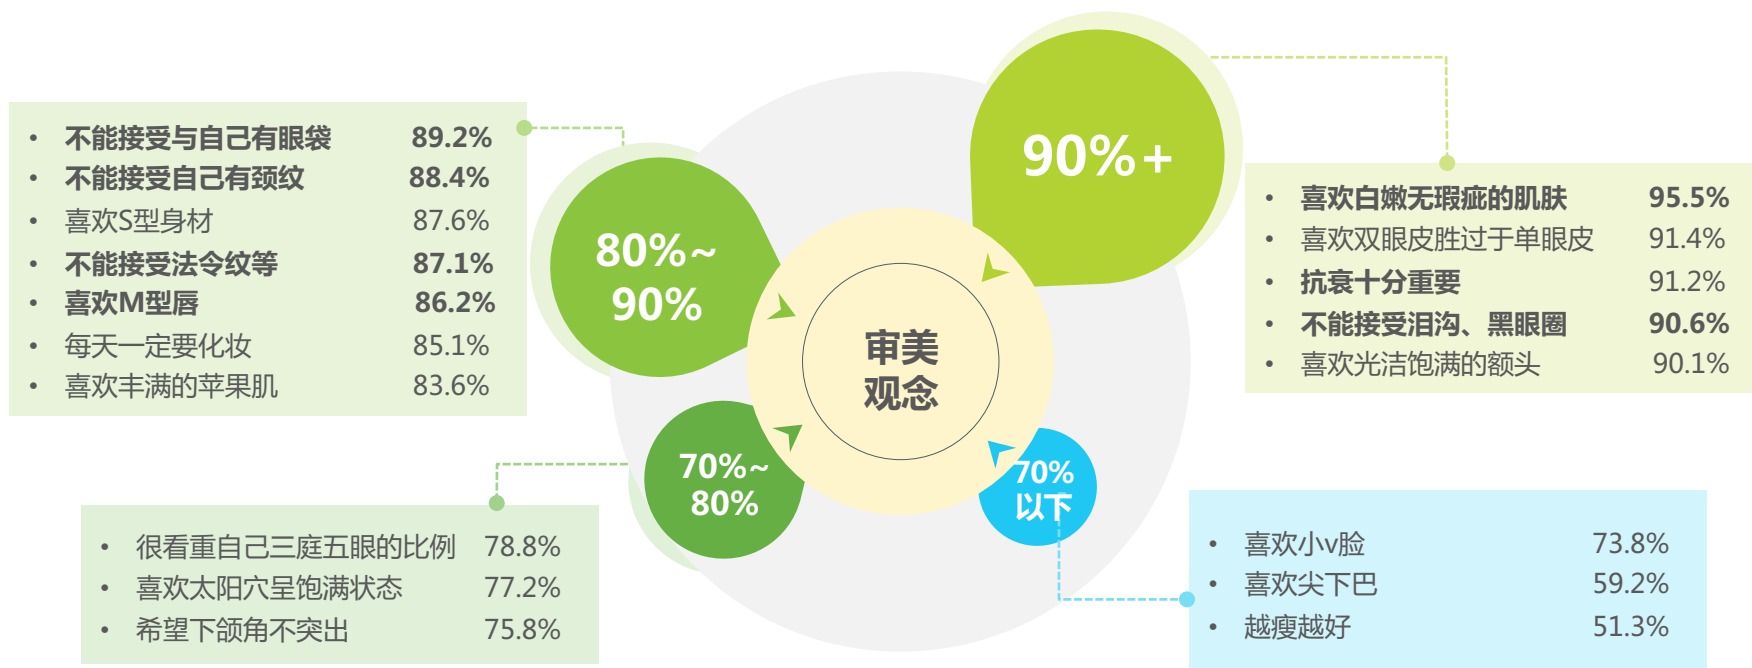 90%+
80%~
90%
• 不能接受与自己有眼袋 89.2%
• 不能接受自己有颈纹 88.4%
• 喜欢S型身材 87.6%
• 不能接受法令纹等 87.1%
• 喜欢M型唇 86.2%
• 每天一定要化妆 85.1%
• 喜欢丰满的苹果肌 83.6%
• 喜欢白嫩无瑕疵的肌肤 95.5%
• 喜欢双眼皮胜过于单眼皮 91.4%
• 抗衰十分重要 91.2%
• 不能接受泪沟、黑眼圈 90.6%
• 喜欢光洁饱满的额头 90.1%
审美
观念
70%~
80%
70%
以下
• 很看重自己三庭五眼的比例 78.8%
• 喜欢太阳穴呈饱满状态 77.2%
• 希望下颌角不突出 75.8%
• 喜欢小v脸 73.8%
• 喜欢尖下巴 59.2%
• 越瘦越好 51.3%